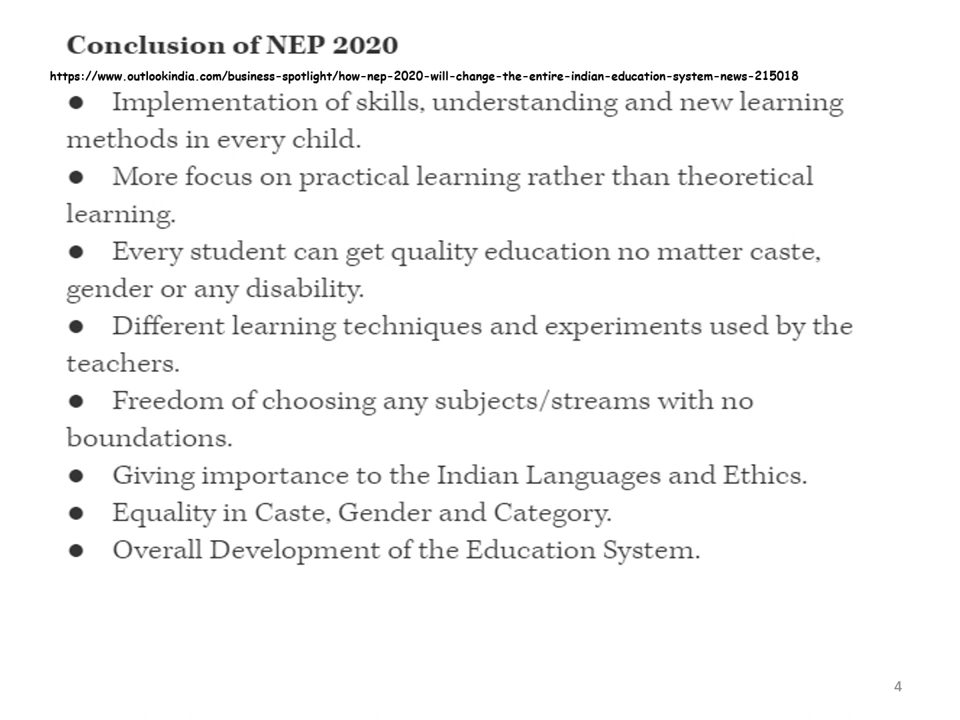 Conclusion of NEP 2020
https://www.outlookindia.com/business-spotlight/how-nep-2020-will-change-the-entire-indian-education-system-news-215018
● Implementation of skills, understanding and new learning
methods in every child.
● More focus on practical learning rather than theoretical
learning.
● Every student can get quality education no matter caste,
gender or any disability.
● Different learning techniques and experiments used by the
teachers.
● Freedom of choosing any subjects/streams with no
boundations.
● Giving importance to the Indian Languages and Ethics.
● Equality in Caste, Gender and Category.
● Overall Development of the Education System.
4